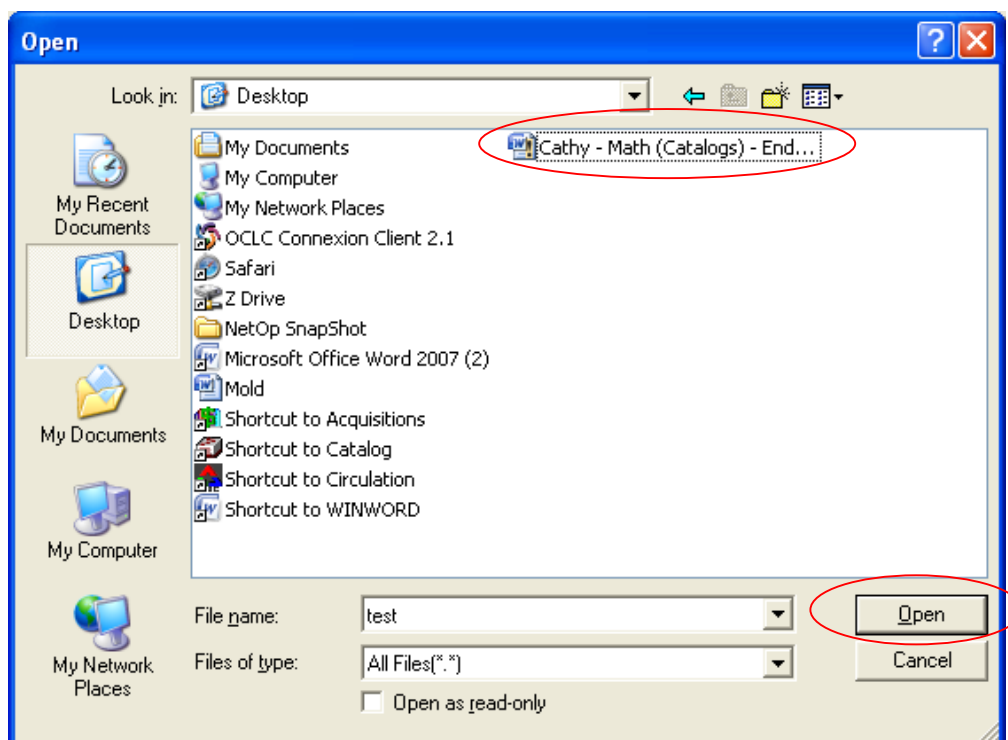 Open
Look in: Desktop
My Recent
Documents
Desktop
My Documents
My Computer
My Network
Places
My Documents
My Computer
My Network Places
OCLC Connexion Client 2.1
Safari
Z Drive
NetOp SnapShot
Microsoft Office Word 2007 (2)
Mold
Shortcut to Acquisitions
Shortcut to Catalog
Shortcut to Circulation
Shortcut to WINWORD
Cathy - Math (Catalogs) - End...
File name: test Open
Files of type: All Files(*.*) Cancel
Open as read-only